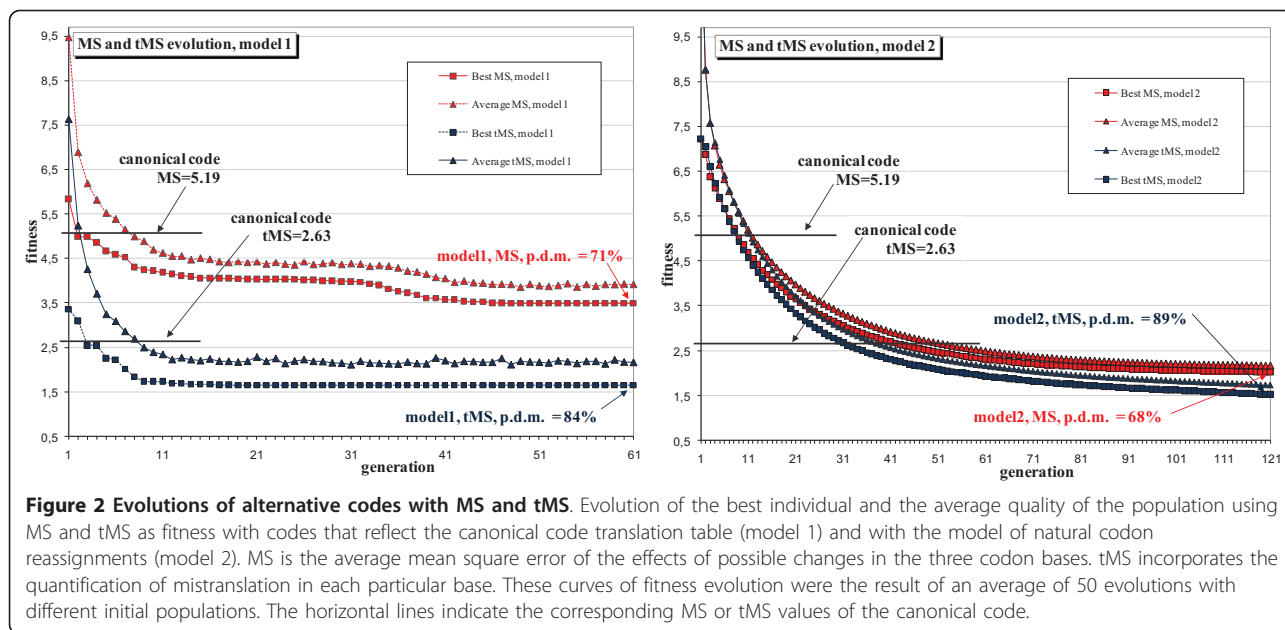 MS and tMS evolution, model 1
9,5
8,5
7,5
6,5
5,5
4,5
3,5
2,5
1,5
0,5
fitness
Best MS, model 1
Average MS, model 1
Best tMS, model 1
Average tMS, model 1
canonical code
MS=5.19
canonical code
tMS=2.63
model1, MS, p.d.m. = 71%
model1, tMS, p.d.m. = 84%
1 11 21 31 41 51 61
generation
MS and tMS evolution, model 2
9,5
8,5
7,5
6,5
5,5
4,5
3,5
2,5
1,5
0,5
fitness
Best MS, model 2
Average MS, model 2
Average tMS, model2
Best tMS, model2
canonical code
MS=5.19
canonical code
tMS=2.63
model2, tMS, p.d.m. = 89%
model2, MS, p.d.m. = 68%
1 11 21 31 41 51 61 71 81 91 101 111 121
generation
Figure 2 Evolutions of alternative codes with MS and tMS. Evolution of the best individual and the average quality of the population using
MS and tMS as fitness with codes that reflect the canonical code translation table (model 1) and with the model of natural codon
reassignments (model 2). MS is the average mean square error of the effects of possible changes in the three codon bases. tMS incorporates the
quantification of mistranslation in each particular base. These curves of fitness evolution were the result of an average of 50 evolutions with
different initial populations. The horizontal lines indicate the corresponding MS or tMS values of the canonical code.